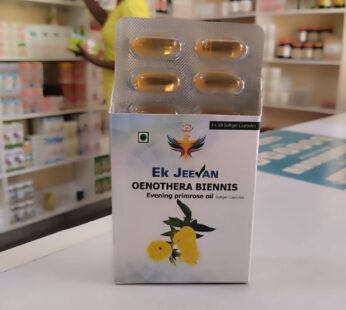 1 x 10 Softgel Capsules
Ek JEEVAN
OENOTHERA BIENNIS
Evening primrose oil Softgel Capsules